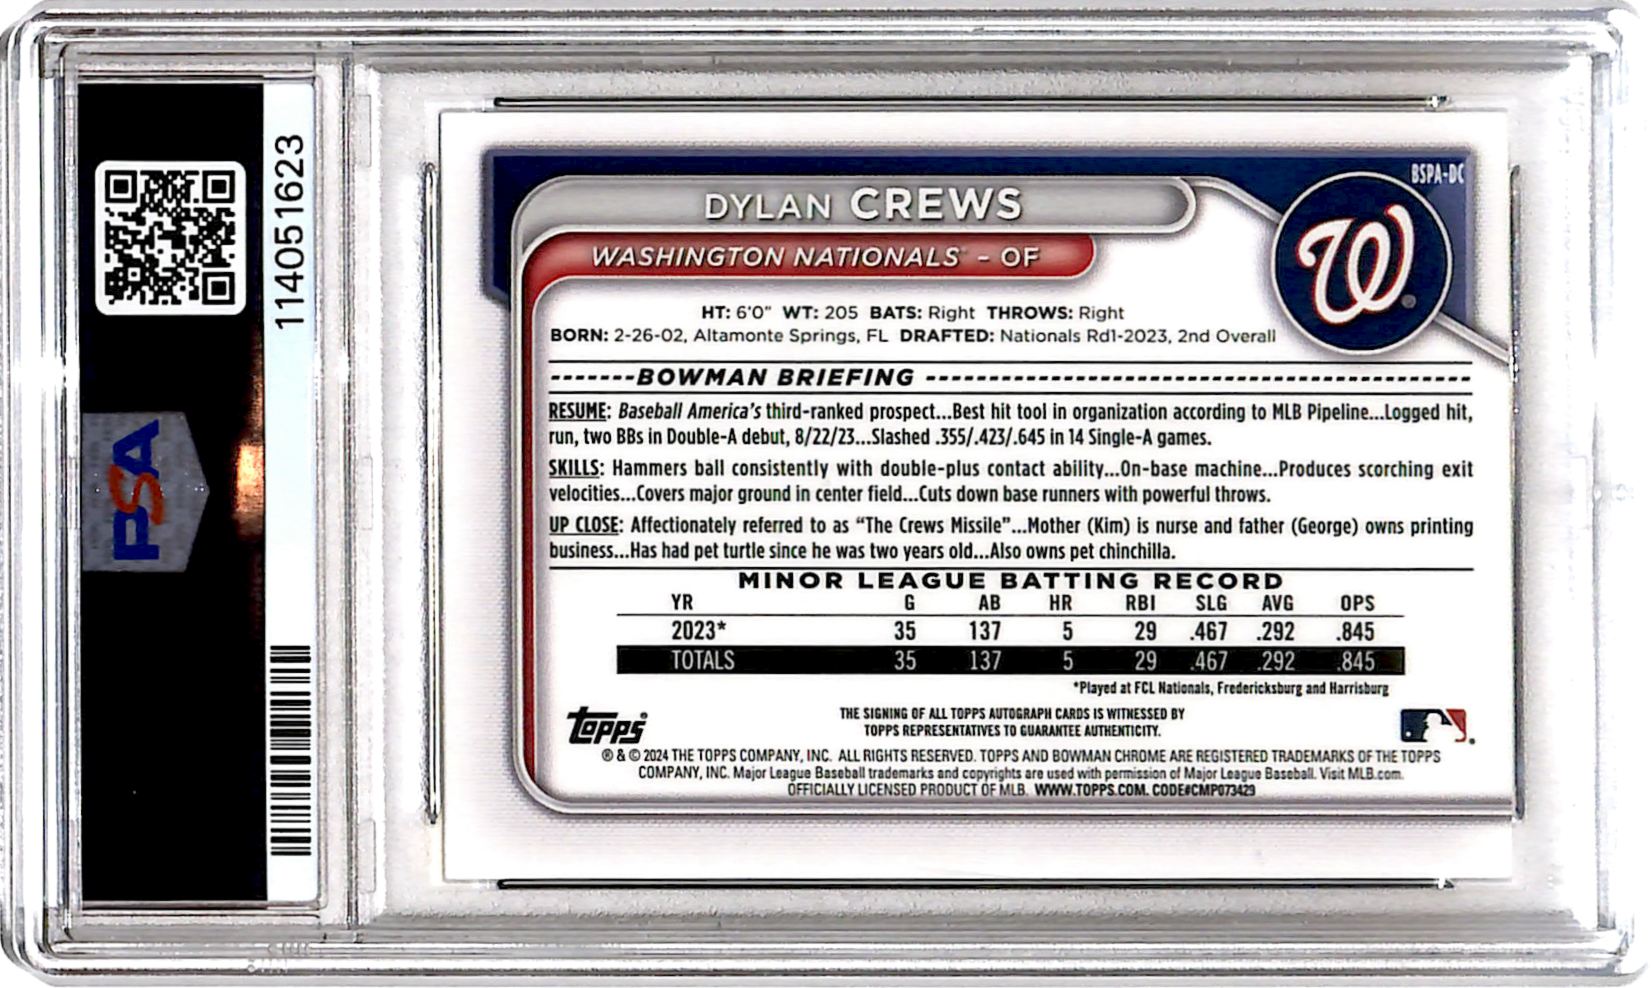 114051623
PSA
BSPA-DC
DYLAN CREWS
WASHINGTON NATIONALS - OF
W
HT: 6'0" WT: 205 BATS: Right THROWS: Right
BORN: 2-26-02, Altamonte Springs, FL DRAFTED: Nationals Rd1-2023, 2nd Overall
-------BOWMAN BRIEFING --------------------------------------------
RESUME: Baseball America's third-ranked prospect...Best hit tool in organization according to MLB Pipeline...Logged hit,
run, two BBs in Double-A debut, 8/22/23...Slashed .355/.423/.645 in 14 Single-A games.
SKILLS: Hammers ball consistently with double-plus contact ability...On-base machine...Produces scorching exit
velocities...Covers major ground in center field...Cuts down base runners with powerful throws.
UP CLOSE: Affectionately referred to as “The Crews Missile”...Mother (Kim) is nurse and father (George) owns printing
business...Has had pet turtle since he was two years old...Also owns pet chinchilla.
MINOR LEAGUE BATTING RECORD
YR G AB HR RBI SLG AVG OPS
2023* 35 137 5 29 .467 .292 .845
TOTALS 35 137 5 29 .467 .292 .845
*Played at FCL Nationals, Fredericksburg and Harrisburg
topps®
THE SIGNING OF ALL TOPPS AUTOGRAPH CARDS IS WITNESSED BY
TOPPS REPRESENTATIVES TO GUARANTEE AUTHENTICITY.
® & © 2024 THE TOPPS COMPANY, INC. ALL RIGHTS RESERVED. TOPPS AND BOWMAN CHROME ARE REGISTERED TRADEMARKS OF THE TOPPS
COMPANY, INC. Major League Baseball trademarks and copyrights are used with permission of Major League Baseball. Visit MLB.com.
OFFICIALLY LICENSED PRODUCT OF MLB. WWW.TOPPS.COM. CODE#CMP073429